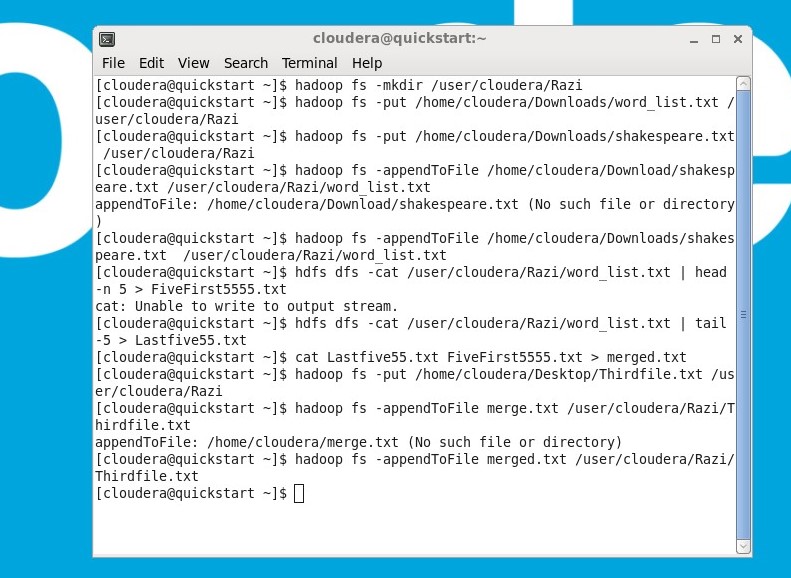 cloudera@quickstart:~
File Edit View Search Terminal Help
[cloudera@quickstart ~]$ hadoop fs -mkdir /user/cloudera/Razi
[cloudera@quickstart ~]$ hadoop fs -put /home/cloudera/Downloads/word_list.txt /
user/cloudera/Razi
[cloudera@quickstart ~]$ hadoop fs -put /home/cloudera/Downloads/shakespeare.txt
 /user/cloudera/Razi
[cloudera@quickstart ~]$ hadoop fs -appendToFile /home/cloudera/Download/shakesp
eare.txt /user/cloudera/Razi/word_list.txt
appendToFile: /home/cloudera/Download/shakespeare.txt (No such file or directory
)
[cloudera@quickstart ~]$ hadoop fs -appendToFile /home/cloudera/Downloads/shakes
peare.txt  /user/cloudera/Razi/word_list.txt
[cloudera@quickstart ~]$ hdfs dfs -cat /user/cloudera/Razi/word_list.txt | head
-n 5 > FiveFirst5555.txt
cat: Unable to write to output stream.
[cloudera@quickstart ~]$ hdfs dfs -cat /user/cloudera/Razi/word_list.txt | tail
-5 > Lastfive55.txt
[cloudera@quickstart ~]$ cat Lastfive55.txt FiveFirst5555.txt > merged.txt
[cloudera@quickstart ~]$ hadoop fs -put /home/cloudera/Desktop/Thirdfile.txt /us
er/cloudera/Razi
[cloudera@quickstart ~]$ hadoop fs -appendToFile merge.txt /user/cloudera/Razi/T
hirdfile.txt
appendToFile: /home/cloudera/merge.txt (No such file or directory)
[cloudera@quickstart ~]$ hadoop fs -appendToFile merged.txt /user/cloudera/Razi/
Thirdfile.txt
[cloudera@quickstart ~]$